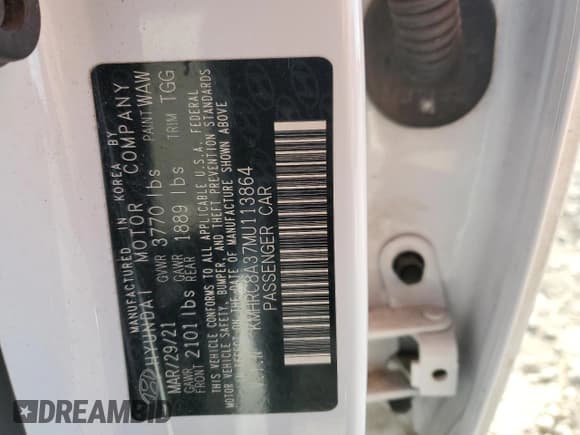 MANUFACTURED IN KOREA BY
HYUNDAI MOTOR COMPANY
MAR/29/21 GVWR 3770 lbs PAINT WAW
GAWR FRONT 2101 lbs GAWR REAR 1889 lbs TRIM TGG
THIS VEHICLE CONFORMS TO ALL APPLICABLE U.S.A. FEDERAL
MOTOR VEHICLE SAFETY, BUMPER, AND THEFT PREVENTION STANDARDS
IN EFFECT ON THE DATE OF MANUFACTURE SHOWN ABOVE
KMHRC8A37MU113864
PASSENGER CAR
DREAMBID